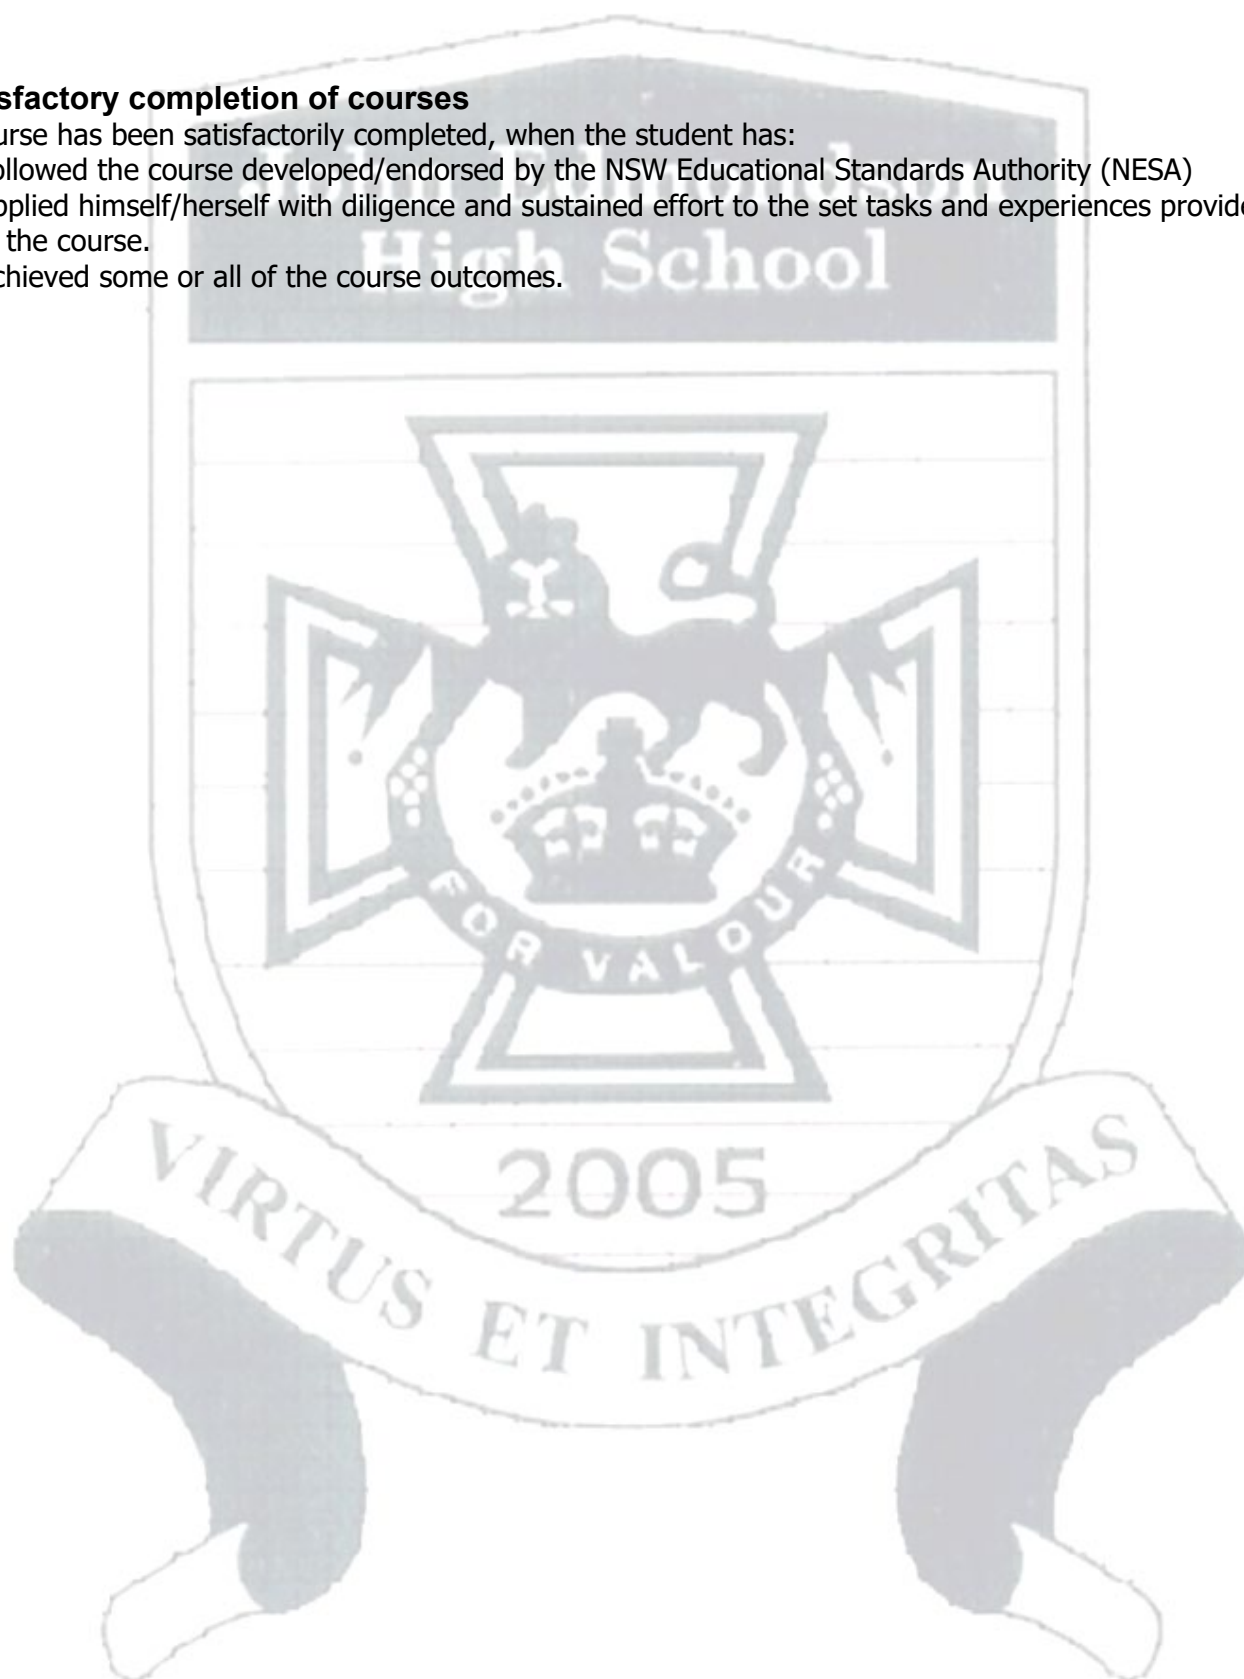 sfactory completion of courses
urse has been satisfactorily completed, when the student has:
ollowed the course developed/endorsed by the NSW Educational Standards Authority (NESA)
pplied himself/herself with diligence and sustained effort to the set tasks and experiences provide
the course.
chieved some or all of the course outcomes.
John Edmondson
High School
FOR VALOUR
2005
VIRTUS ET INTEGRITAS